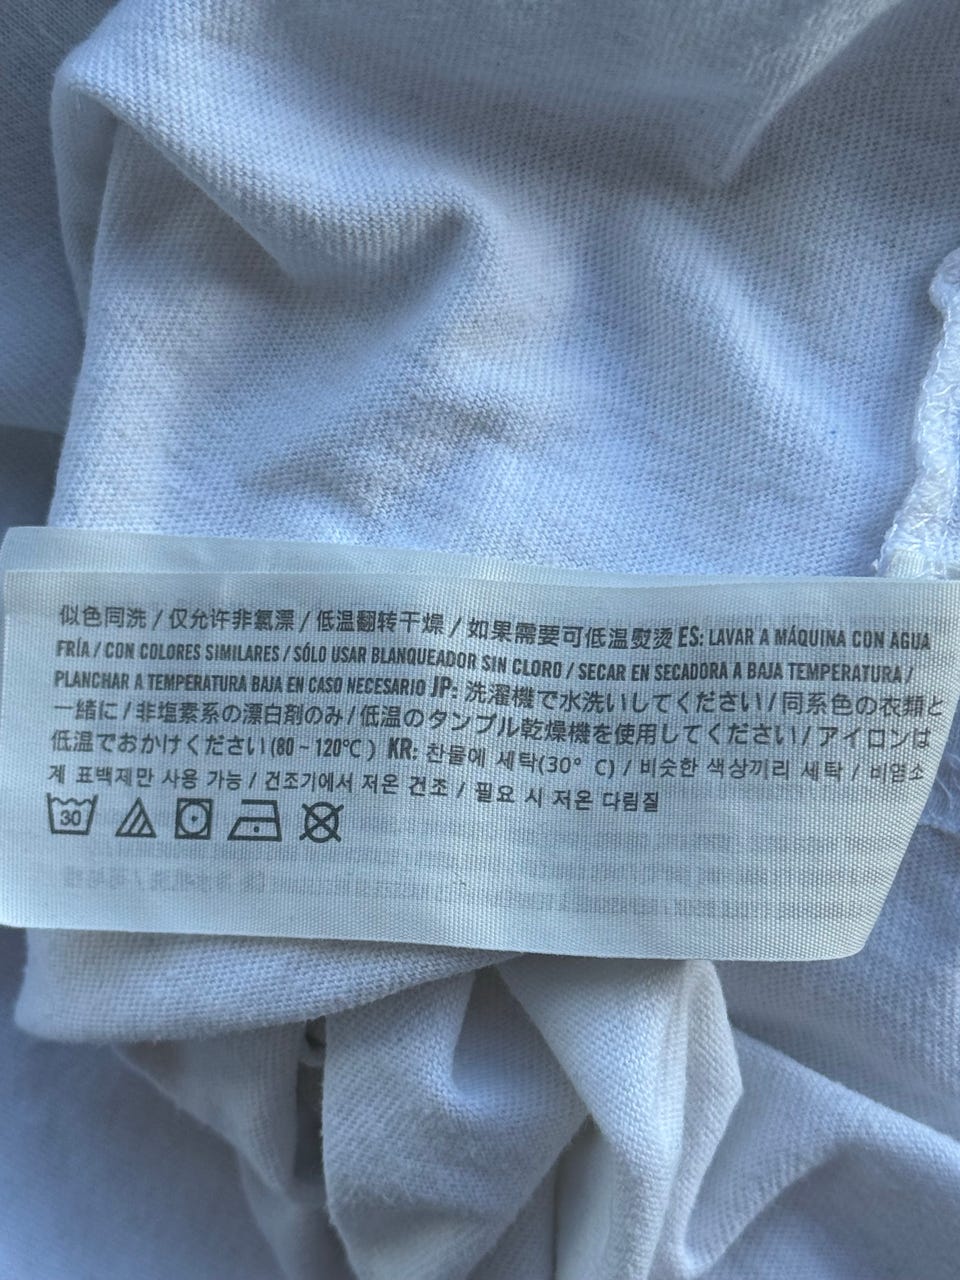 似色同洗 / 仅允许非氯漂 / 低温翻转干燥 / 如果需要可低温熨烫 ES: LAVAR A MÁQUINA CON AGUA
FRÍA / CON COLORES SIMILARES / SÓLO USAR BLANQUEADOR SIN CLORO / SECAR EN SECADORA A BAJA TEMPERATURA /
PLANCHAR A TEMPERATURA BAJA EN CASO NECESARIO JP: 洗濯機で水洗いしてください / 同系色の衣類と
一緒に / 非塩素系の漂白剤のみ / 低温のタンブル乾燥機を使用してください / アイロンは
低温でおかけください (80 ~ 120℃ ) KR: 찬물에 세탁(30° C) / 비슷한 색상끼리 세탁 / 비염소
계 표백제만 사용 가능 / 건조기에서 저온 건조 / 필요 시 저온 다림질
30